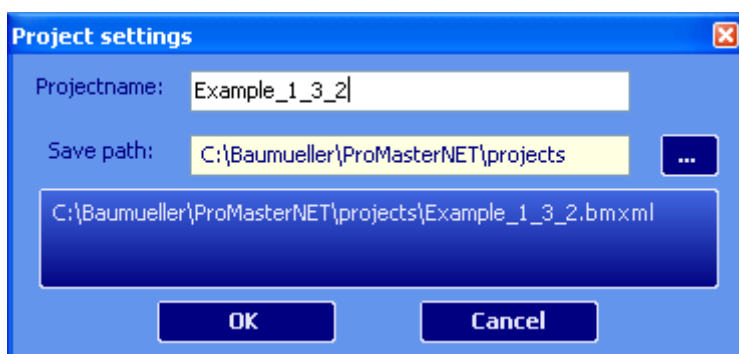 Project settings
Projectname: Example_1_3_2
Save path: C:\Baumueller\ProMasterNET\projects ...
C:\Baumueller\ProMasterNET\projects\Example_1_3_2.bmxml
OK Cancel